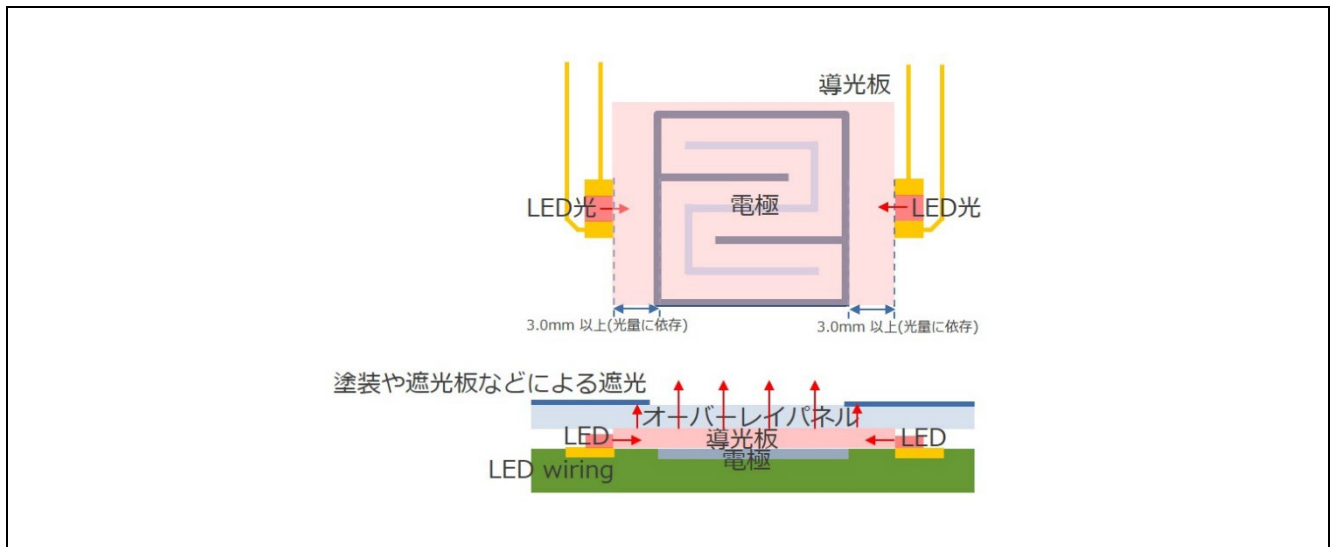 導光板
LED光
電極
LED光
3.0mm 以上(光量に依存)
3.0mm 以上(光量に依存)
塗装や遮光板などによる遮光
オーバーレイパネル
LED
導光板
LED
電極
LED wiring